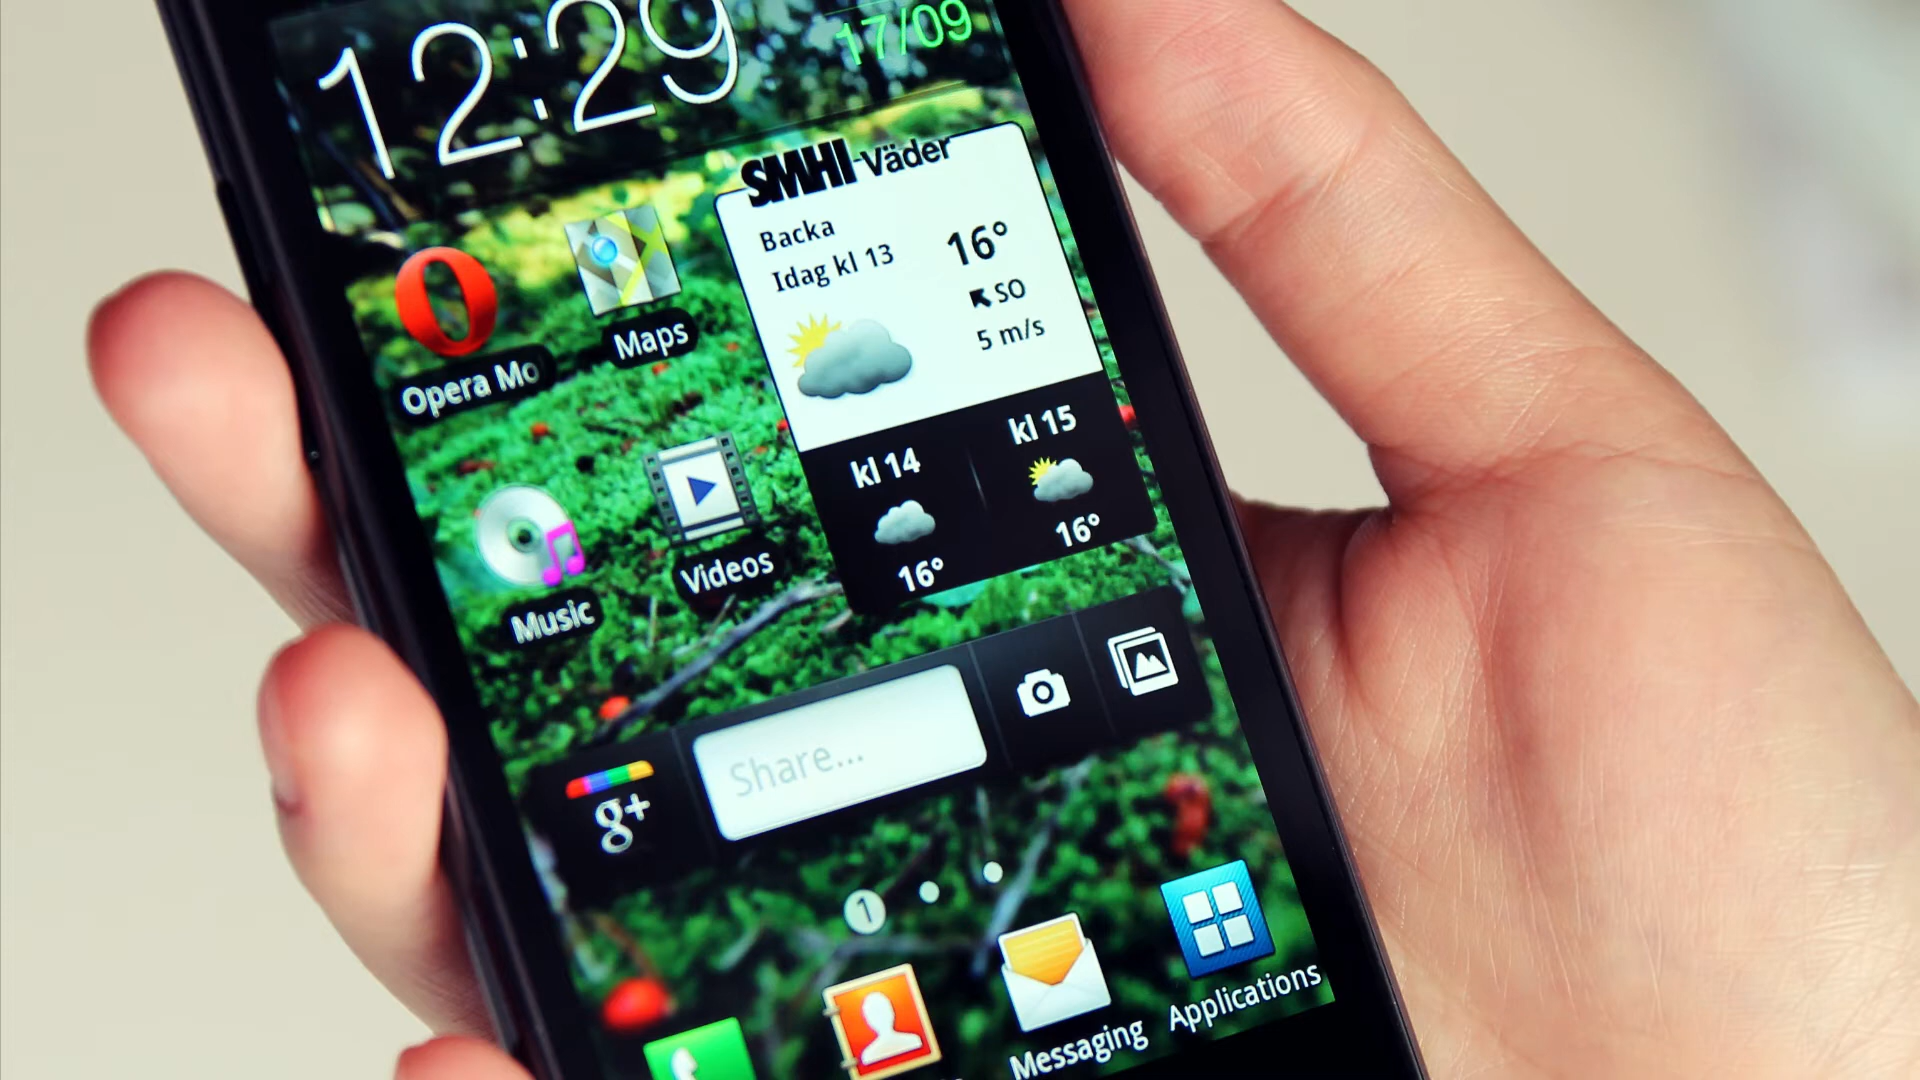 12:29
17/09
SMHI-Väder
Backa
Idag kl 13
16°
SO
5 m/s
kl 14
16°
kl 15
16°
Opera Mo
Maps
Music
Videos
g+
Share...
1
Messaging
Applications